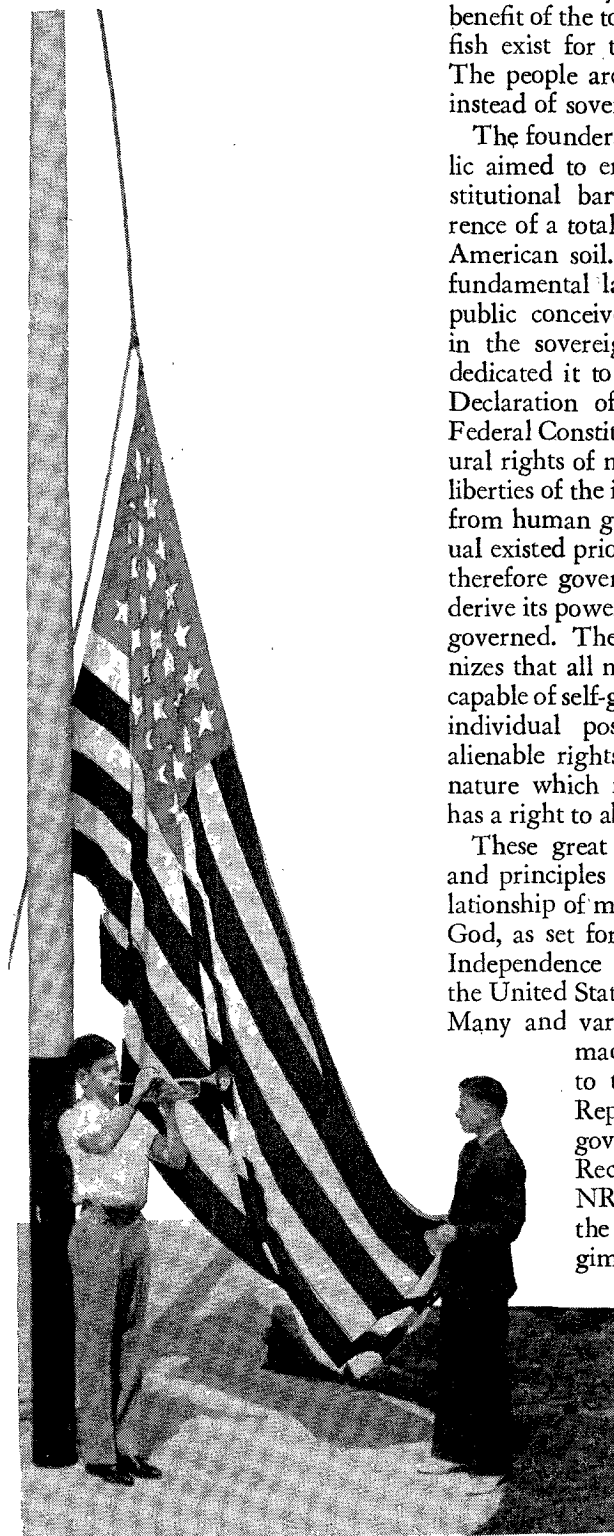 benefit of the to
fish exist for t
The people are
instead of sove
The founder
lic aimed to e
stitutional bar
rence of a total
American soil.
fundamental la
public conceiv
in the soverei
dedicated it to
Declaration of
Federal Constit
ural rights of
liberties of the
from human g
ual existed prio
therefore gover
derive its powe
governed. The
nizes that all
capable of self-g
individual pos
alienable rights
nature which
has a right to al
These great
and principles
lationship of m
God, as set for
Independence
the United Stat
Many and var
mad
to t
Rep
gov
Rec
NR
the
gim